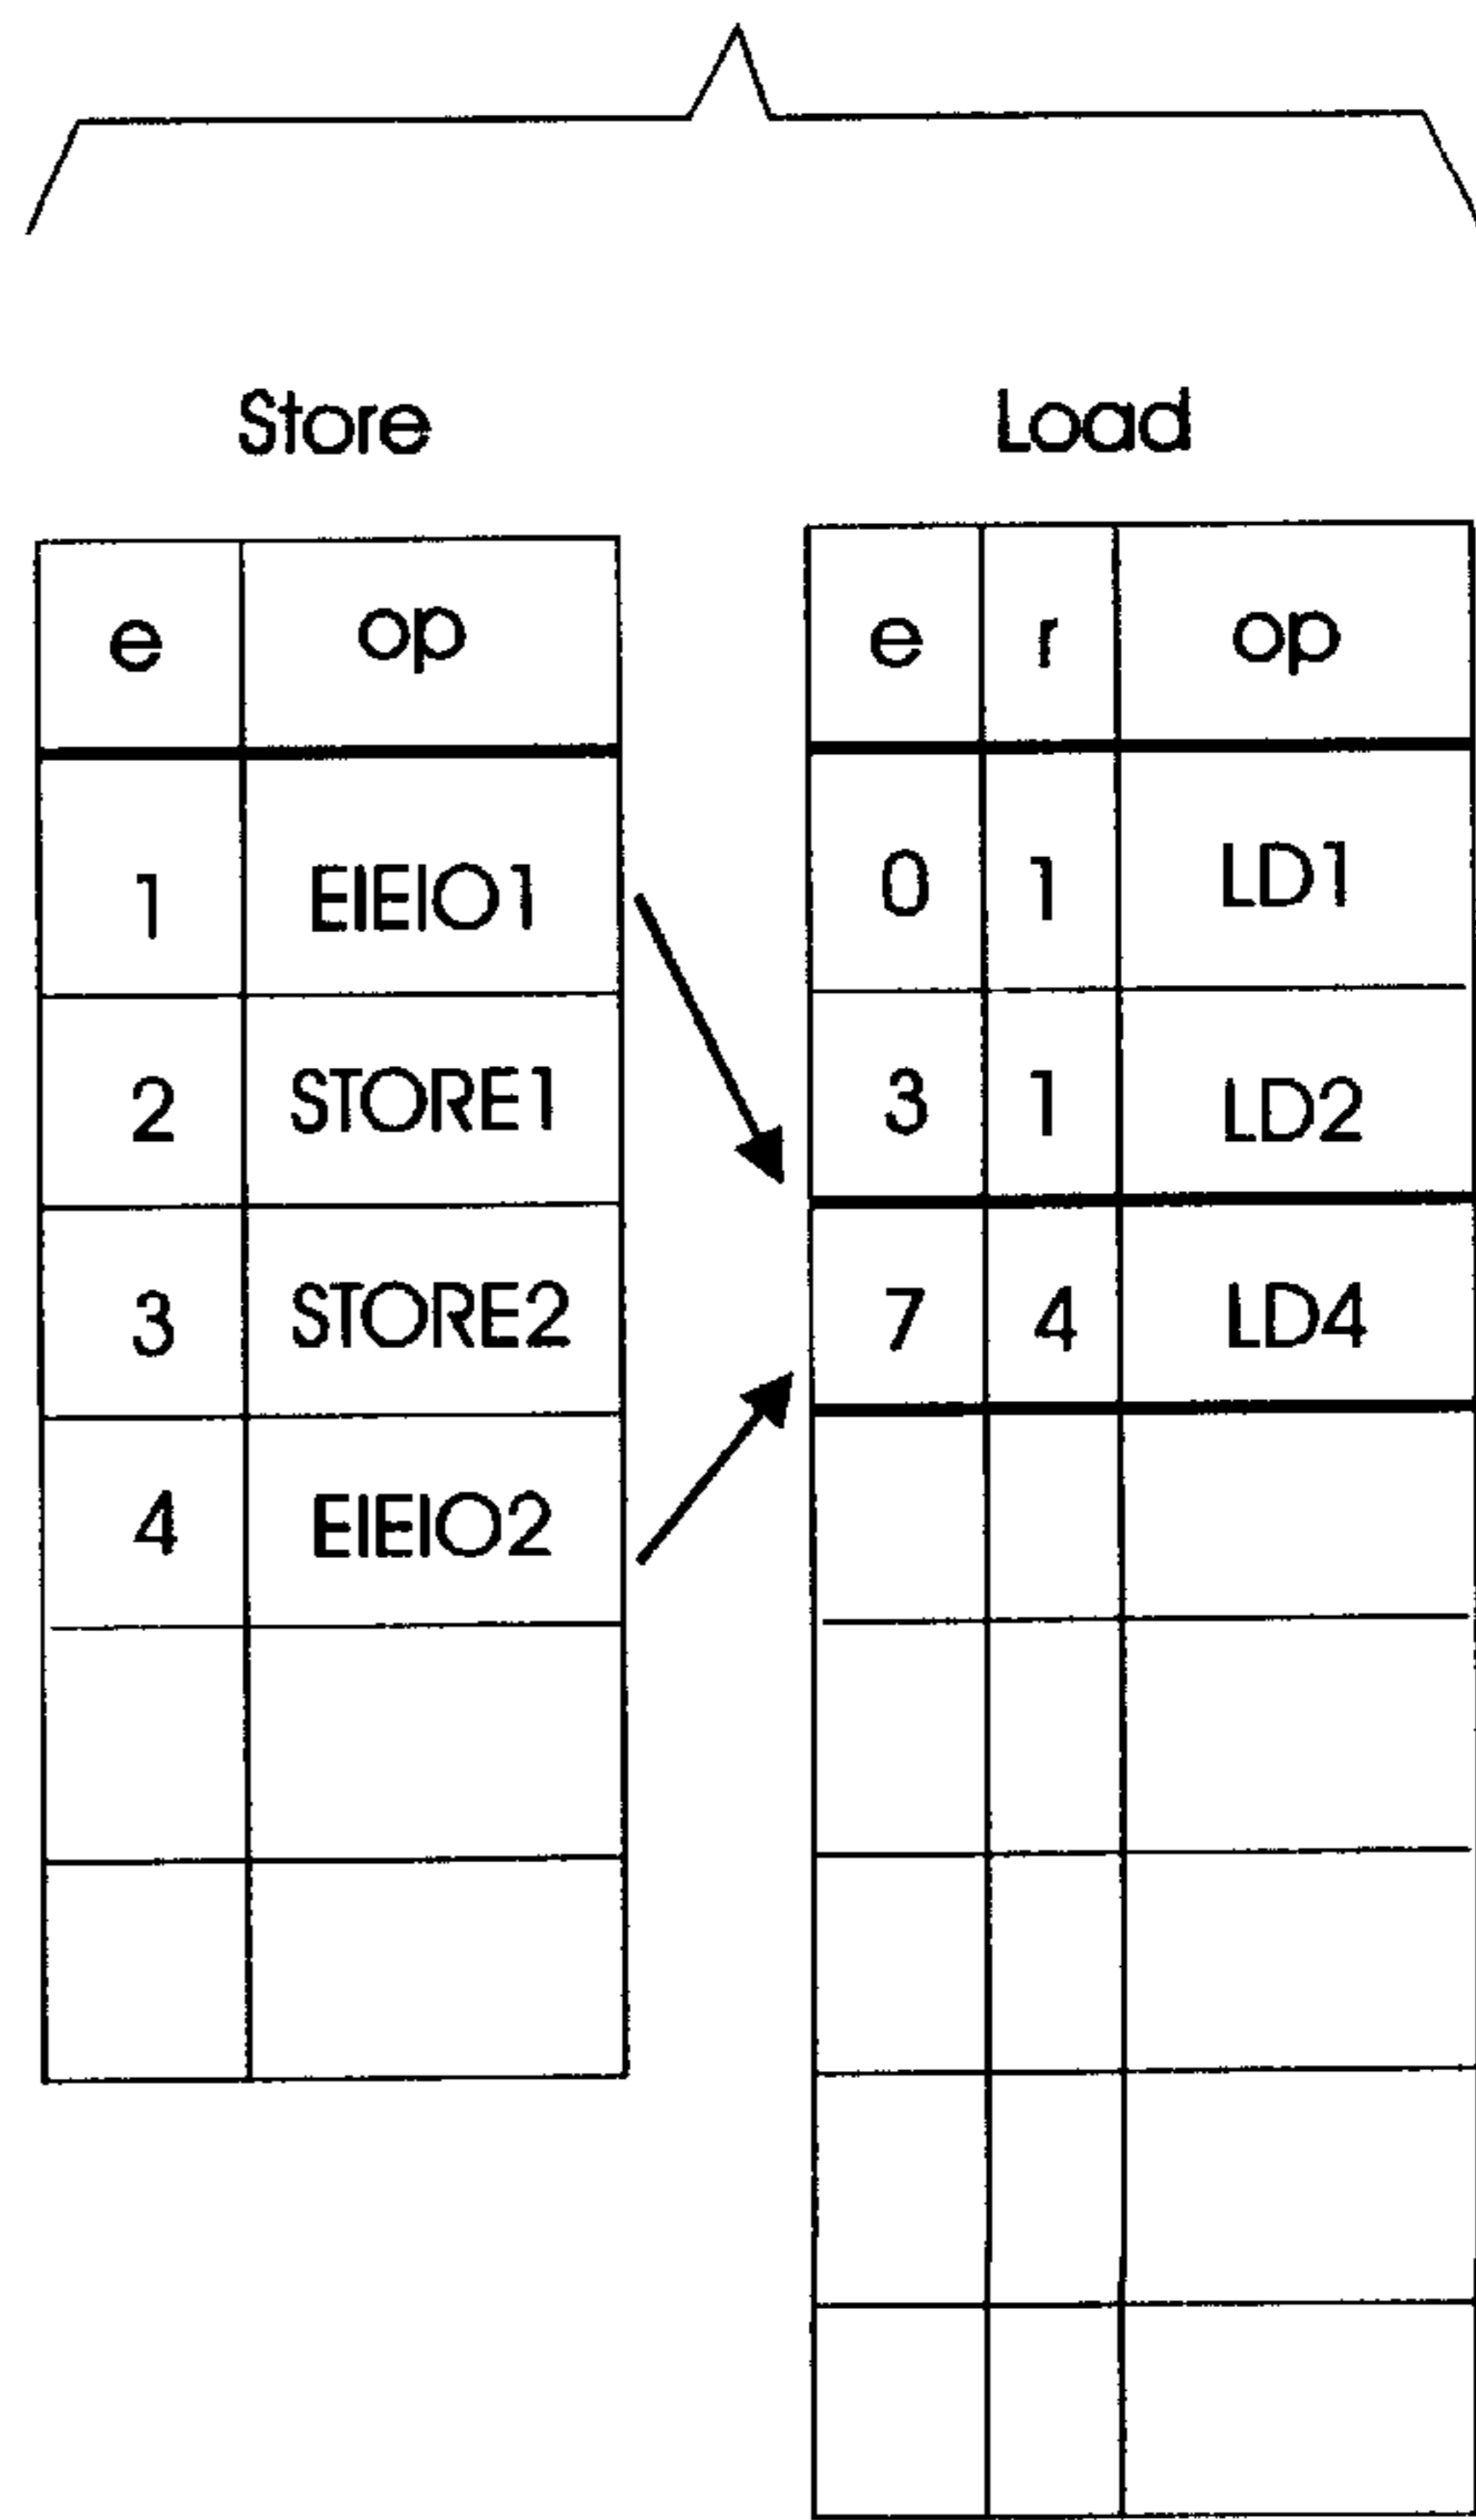 Store
Load
e op
1 EIEIO1
2 STORE1
3 STORE2
4 EIEIO2
e r op
0 1 LD1
3 1 LD2
7 4 LD4